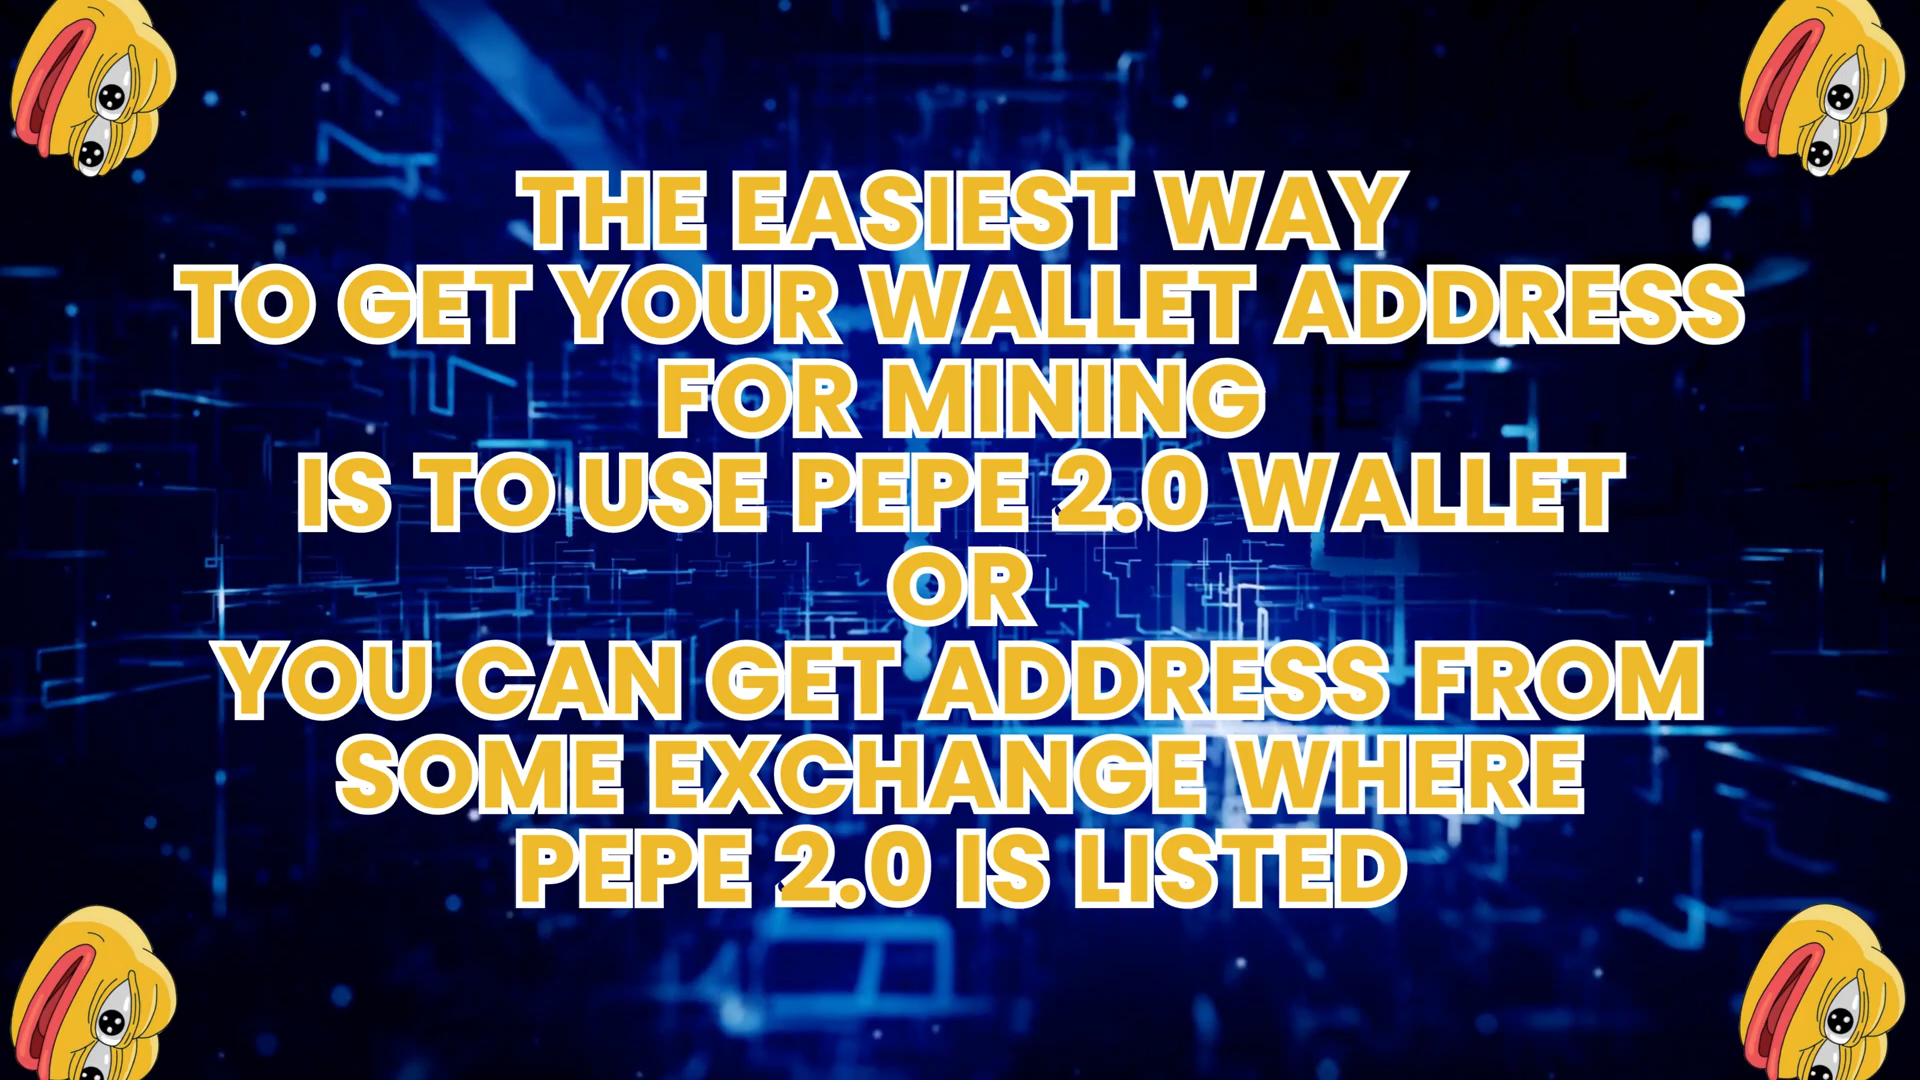 THE EASIEST WAY
TO GET YOUR WALLET ADDRESS
FOR MINING
IS TO USE PEPE 2.0 WALLET
OR
YOU CAN GET ADDRESS FROM
SOME EXCHANGE WHERE
PEPE 2.0 IS LISTED